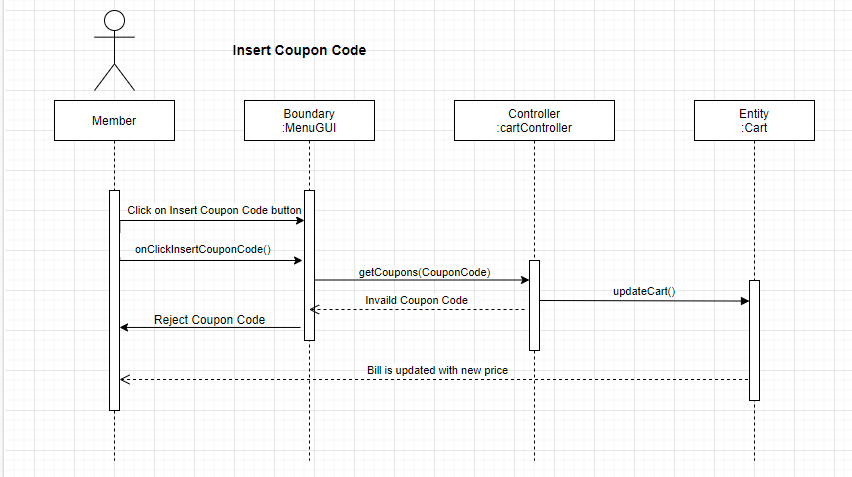 Insert Coupon Code
Member
Boundary
:MenuGUI
Controller
:cartController
Entity
:Cart
Click on Insert Coupon Code button
onClickInsertCouponCode()
getCoupons(CouponCode)
updateCart()
Invaild Coupon Code
Reject Coupon Code
Bill is updated with new price